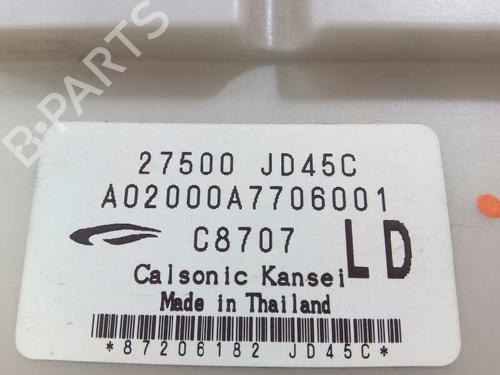 B-PARTS
27500 JD45C
A02000A7706001
C8707
LD
Calsonic Kansei
Made in Thailand
*87206182 JD45C*